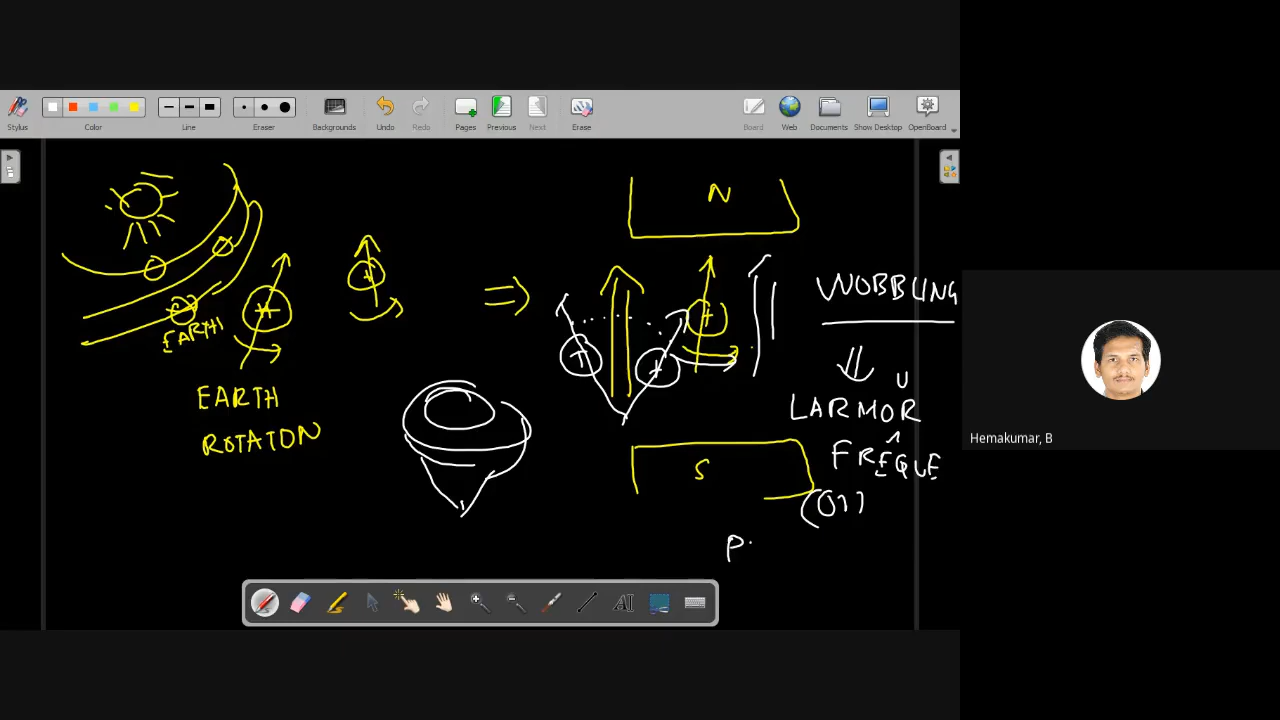 Stylus
Color
Line
Eraser
Backgrounds
Undo
Redo
Pages
Previous
Next
Erase
Board
Web
Documents
Show Desktop
OpenBoard
N
EARTH
EARTH
ROTATON
WOBBLING
LARMOR
FREQUE
S
P
Hemakumar, B